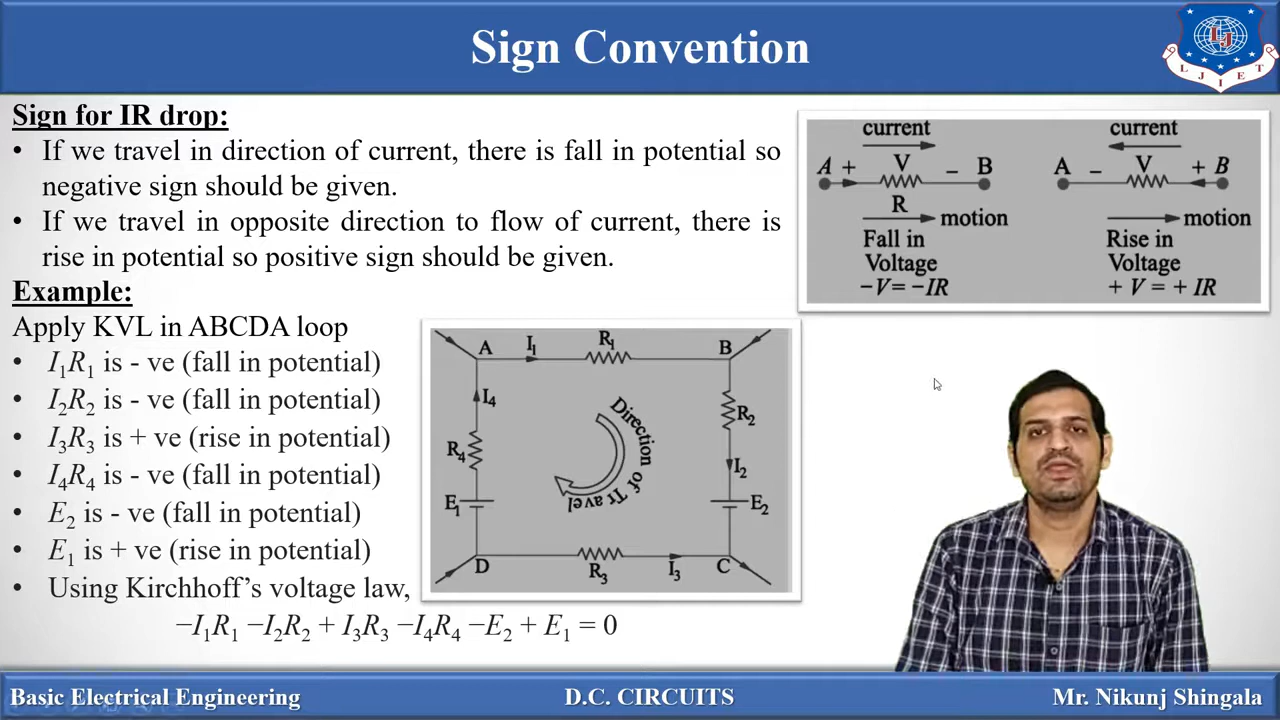 Sign Convention
LJIET
Sign for IR drop:
• If we travel in direction of current, there is fall in potential so
negative sign should be given.
• If we travel in opposite direction to flow of current, there is
rise in potential so positive sign should be given.
Example:
Apply KVL in ABCDA loop
• I₁R₁ is - ve (fall in potential)
• I₂R₂ is - ve (fall in potential)
• I₃R₃ is + ve (rise in potential)
• I₄R₄ is - ve (fall in potential)
• E₂ is - ve (fall in potential)
• E₁ is + ve (rise in potential)
• Using Kirchhoff’s voltage law,
−I₁R₁ −I₂R₂ + I₃R₃ −I₄R₄ −E₂ + E₁ = 0
current
A + V − B
R
motion
Fall in
Voltage
−V= −IR
current
A − V + B
motion
Rise in
Voltage
+ V = + IR
A I₁ R₁ B
I₄
R₂
R₄
I₂
E₁
E₂
D R₃ I₃ C
Direction of Travel
Basic Electrical Engineering
D.C. CIRCUITS
Mr. Nikunj Shingala